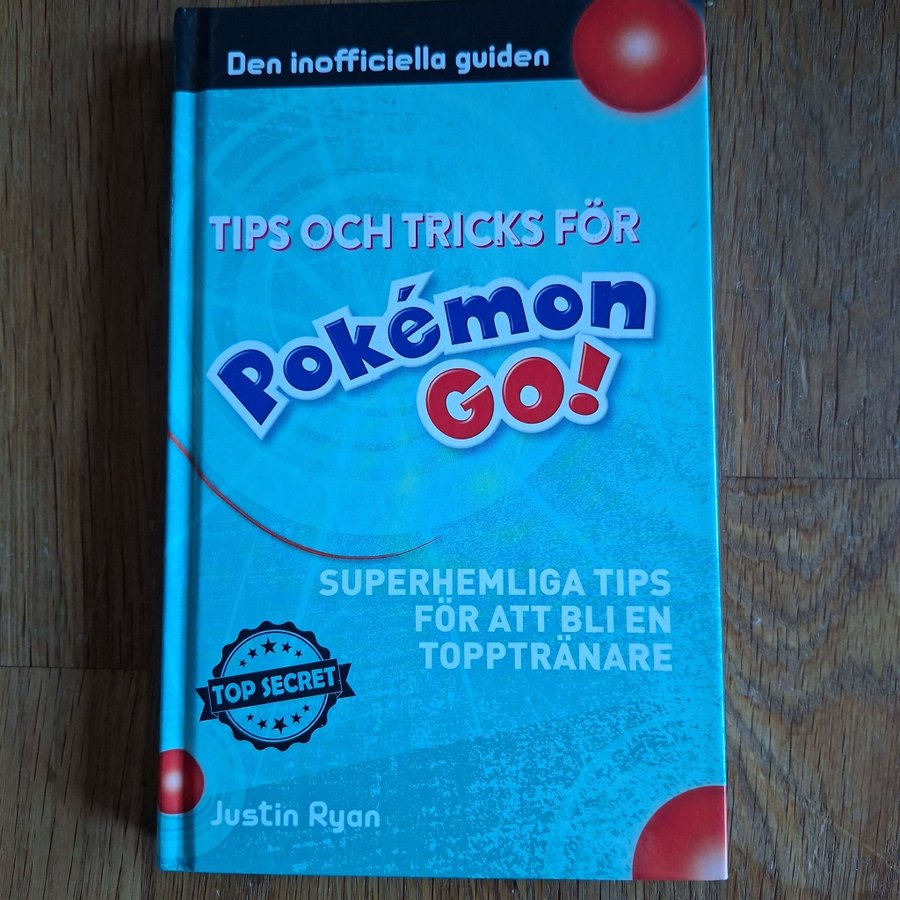 Den inofficiella guiden
TIPS OCH TRICKS FÖR
Pokémon
GO!
SUPERHEMLIGA TIPS
FÖR ATT BLI EN
TOPPTRÄNARE
TOP SECRET
Justin Ryan